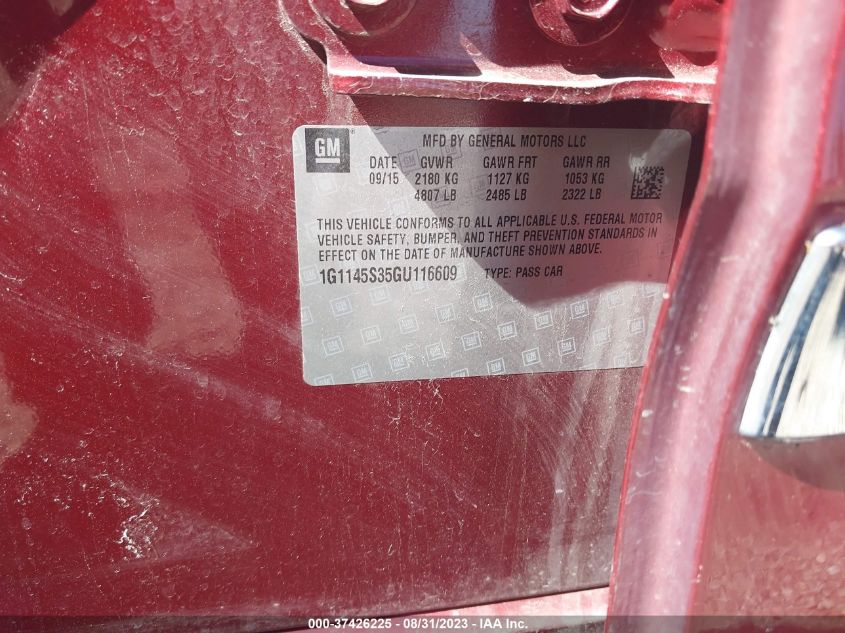 GM
MFD BY GENERAL MOTORS LLC
DATE GVWR GAWR FRT GAWR RR
09/15 2180 KG 1127 KG 1053 KG
4807 LB 2485 LB 2322 LB
THIS VEHICLE CONFORMS TO ALL APPLICABLE U.S. FEDERAL MOTOR
VEHICLE SAFETY, BUMPER, AND THEFT PREVENTION STANDARDS IN
EFFECT ON THE DATE OF MANUFACTURE SHOWN ABOVE.
1G1145S35GU116609 TYPE: PASS CAR
000-37426225 - 08/31/2023 - IAA Inc.